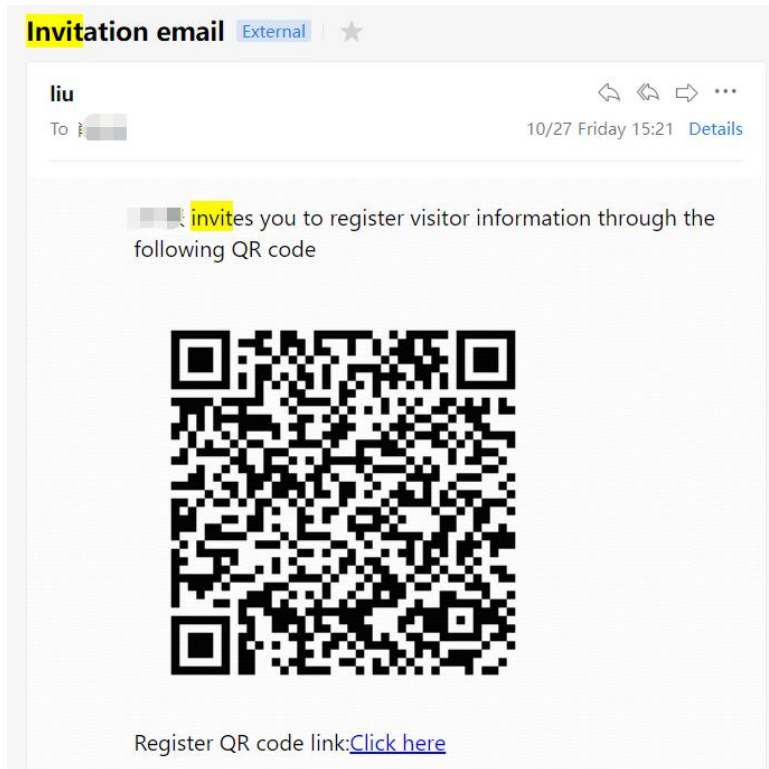 Invitation email External
liu
To
10/27 Friday 15:21 Details
invites you to register visitor information through the
following QR code
Register QR code link:Click here